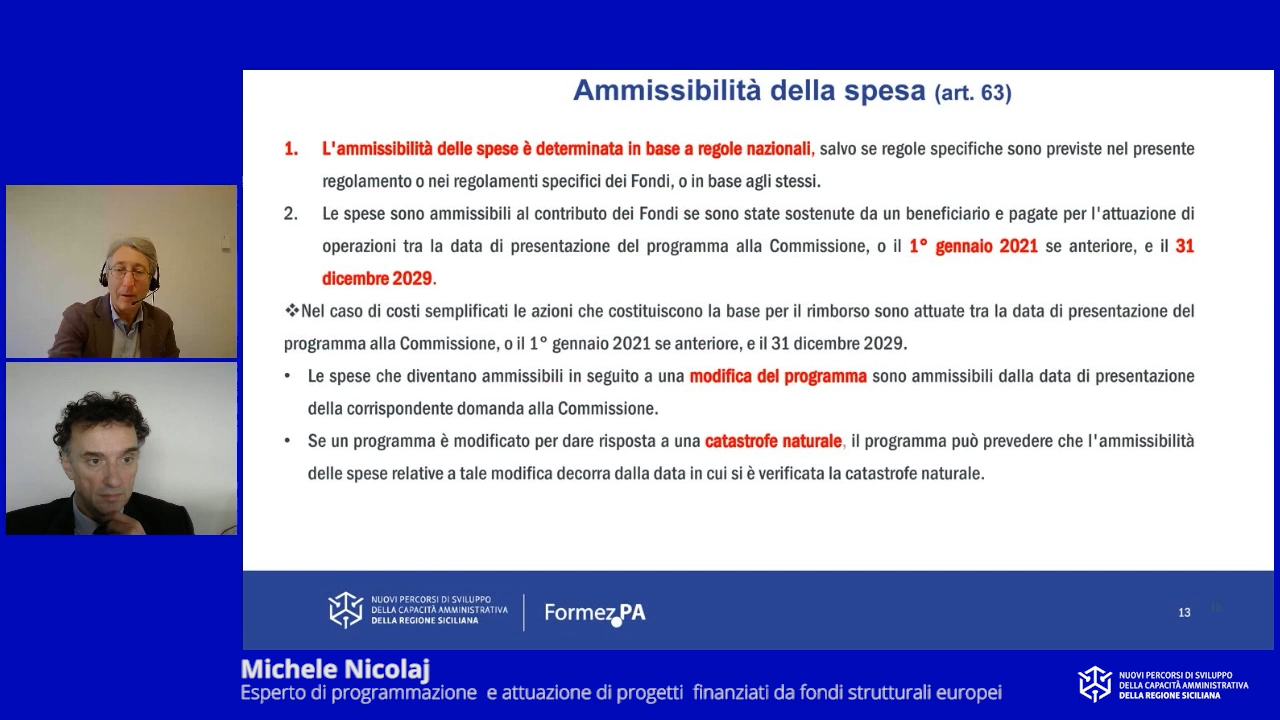 Ammissibilità della spesa (art. 63)
1. L'ammissibilità delle spese è determinata in base a regole nazionali, salvo se regole specifiche sono previste nel presente
regolamento o nei regolamenti specifici dei Fondi, o in base agli stessi.
2. Le spese sono ammissibili al contributo dei Fondi se sono state sostenute da un beneficiario e pagate per l'attuazione di
operazioni tra la data di presentazione del programma alla Commissione, o il 1° gennaio 2021 se anteriore, e il 31
dicembre 2029.
❖Nel caso di costi semplificati le azioni che costituiscono la base per il rimborso sono attuate tra la data di presentazione del
programma alla Commissione, o il 1° gennaio 2021 se anteriore, e il 31 dicembre 2029.
• Le spese che diventano ammissibili in seguito a una modifica del programma sono ammissibili dalla data di presentazione
della corrispondente domanda alla Commissione.
• Se un programma è modificato per dare risposta a una catastrofe naturale, il programma può prevedere che l'ammissibilità
delle spese relative a tale modifica decorra dalla data in cui si è verificata la catastrofe naturale.
NUOVI PERCORSI DI SVILUPPO
DELLA CAPACITÀ AMMINISTRATIVA
DELLA REGIONE SICILIANA
Formez.PA
13
Michele Nicolaj
Esperto di programmazione e attuazione di progetti finanziati da fondi strutturali europei
NUOVI PERCORSI DI SVILUPPO
DELLA CAPACITÀ AMMINISTRATIVA
DELLA REGIONE SICILIANA